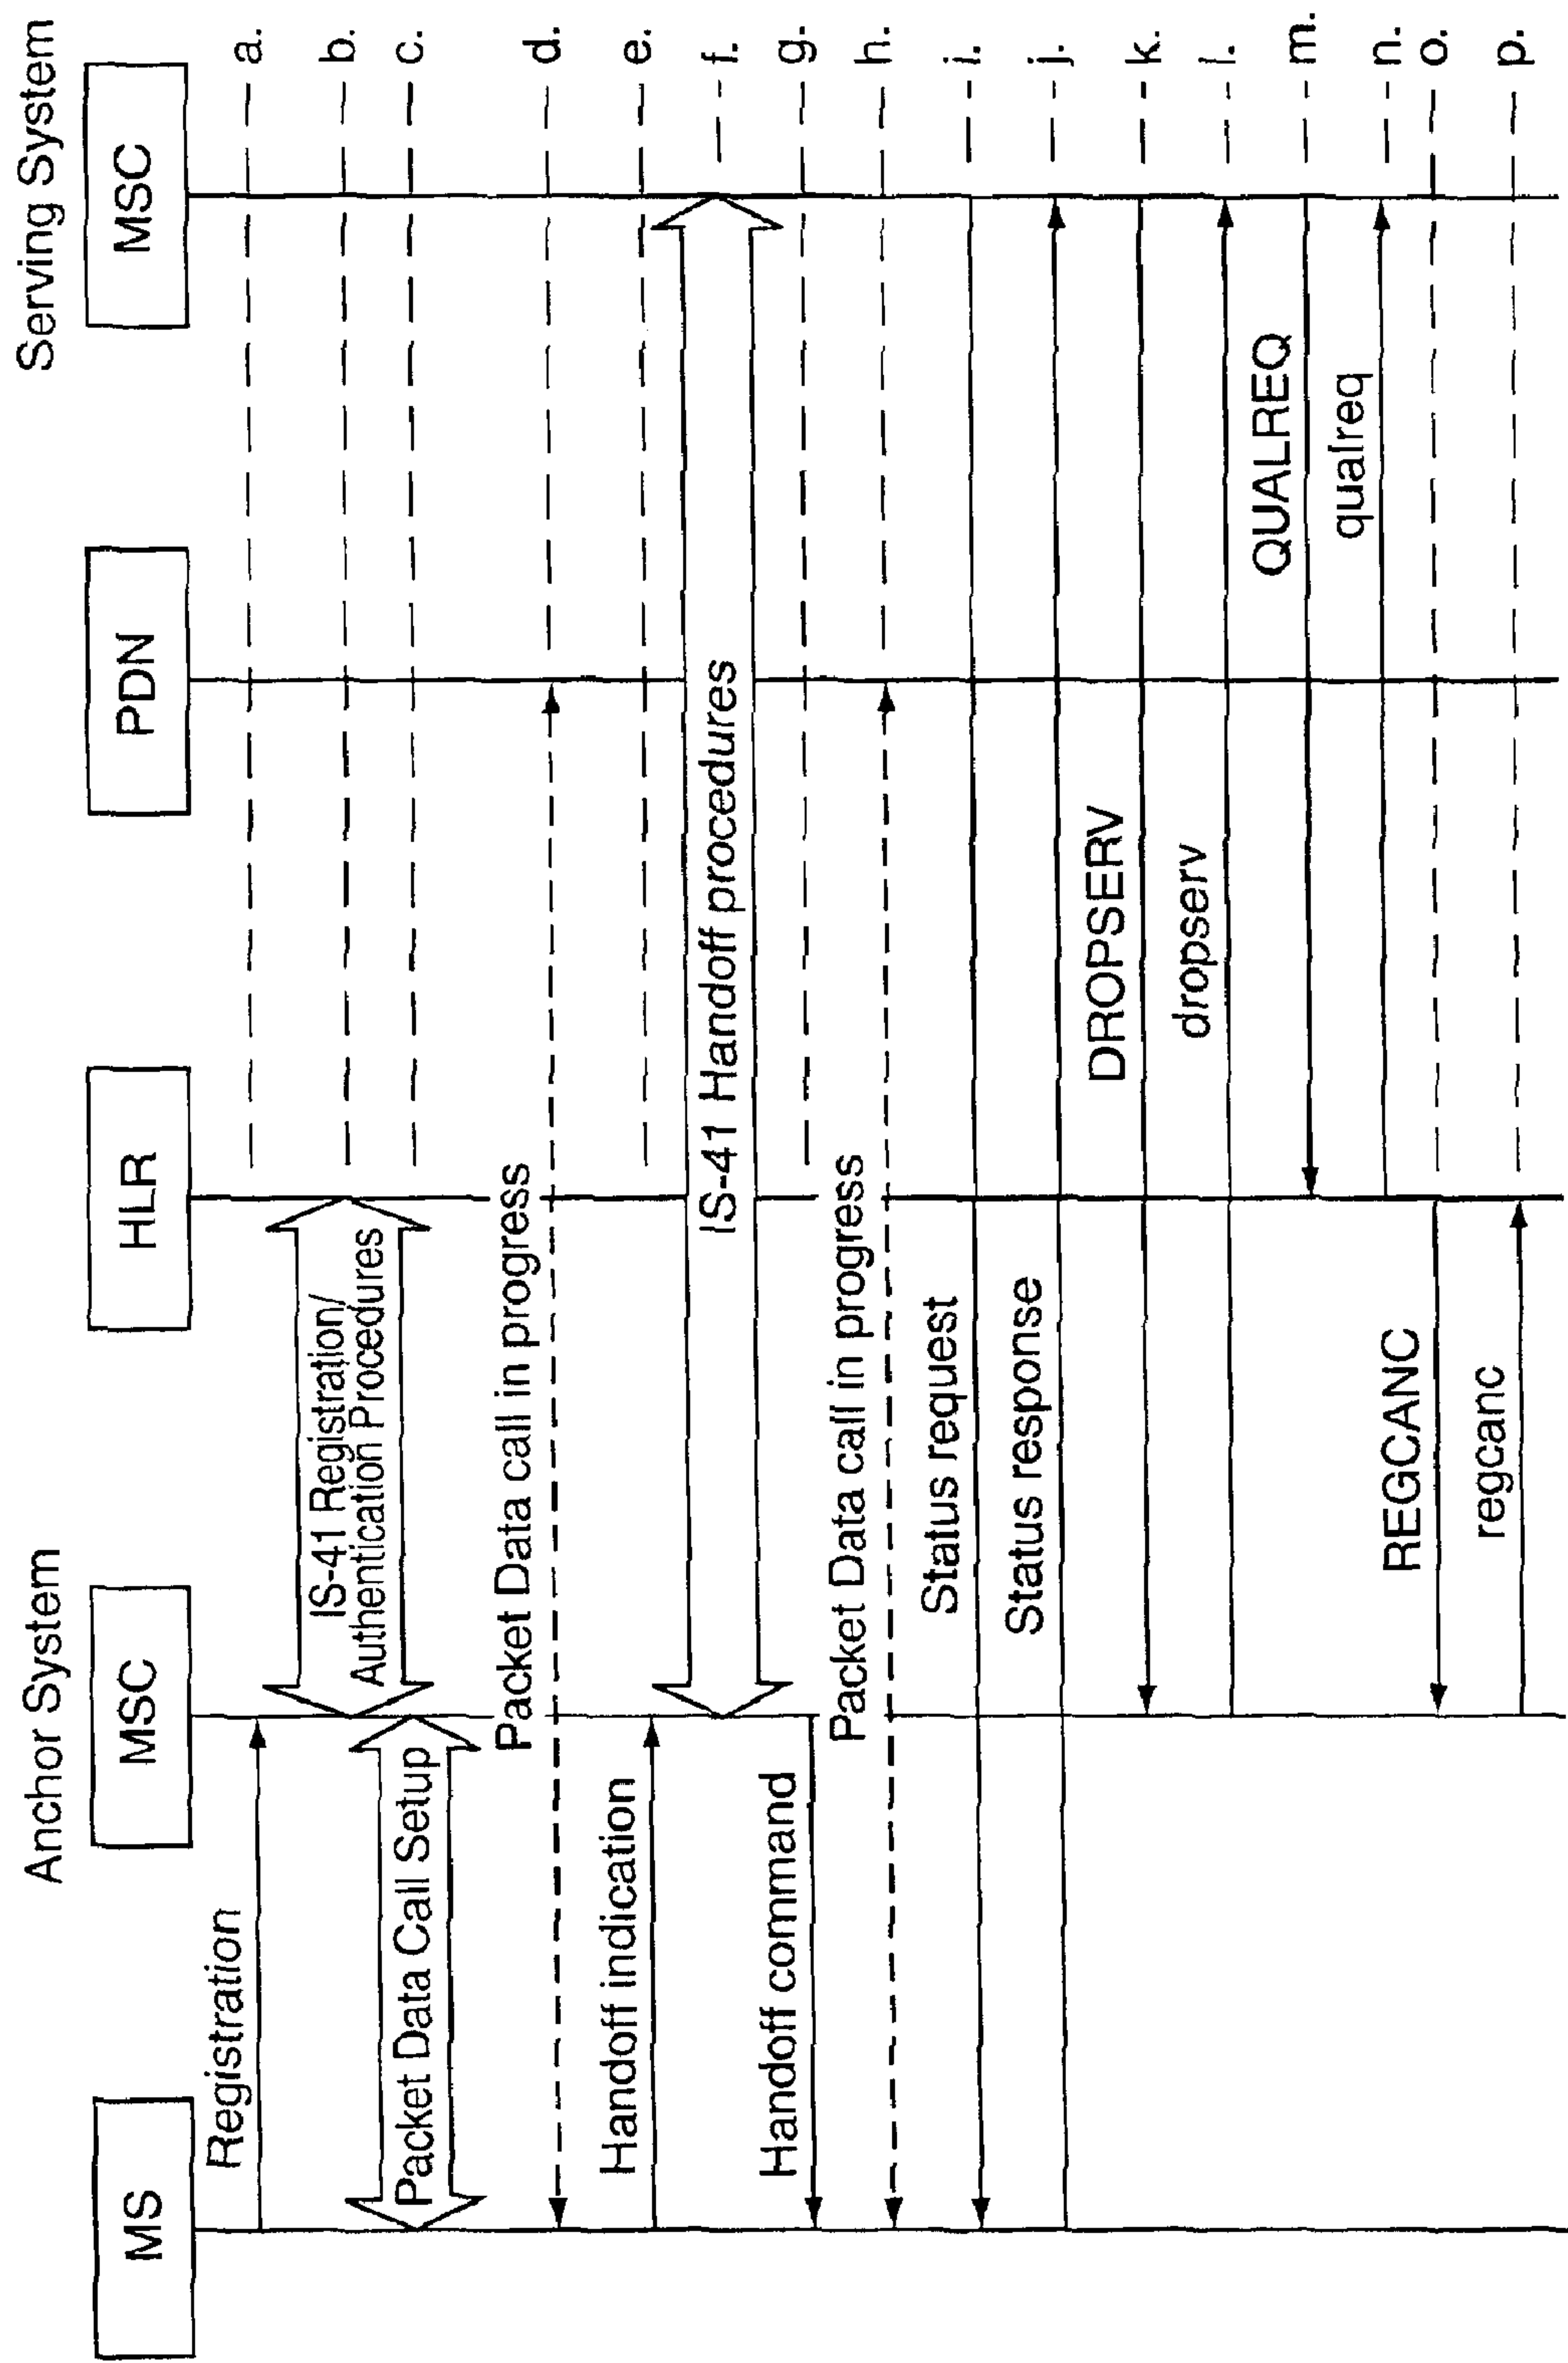 Anchor System
Serving System
MS
MSC
HLR
PDN
MSC
Registration
a.
IS-41 Registration/
Authentication Procedures
b.
Packet Data Call Setup
c.
Packet Data call in progress
d.
Handoff indication
e.
IS-41 Handoff procedures
f.
Handoff command
g.
Packet Data call in progress
h.
Status request
i.
Status response
j.
DROPSERV
k.
dropserv
l.
QUALREQ
m.
qualreq
n.
REGCANC
o.
regcanc
p.